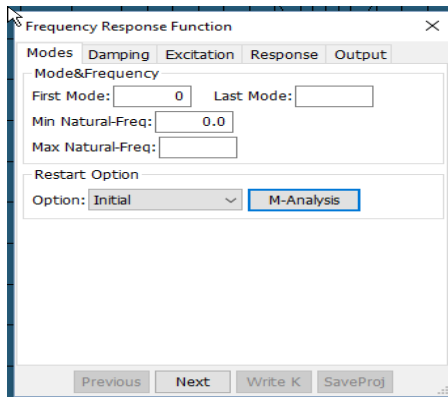 Frequency Response Function
Modes Damping Excitation Response Output
Mode&Frequency
First Mode: 0 Last Mode:
Min Natural-Freq: 0.0
Max Natural-Freq:
Restart Option
Option: Initial M-Analysis
Previous Next Write K SaveProj